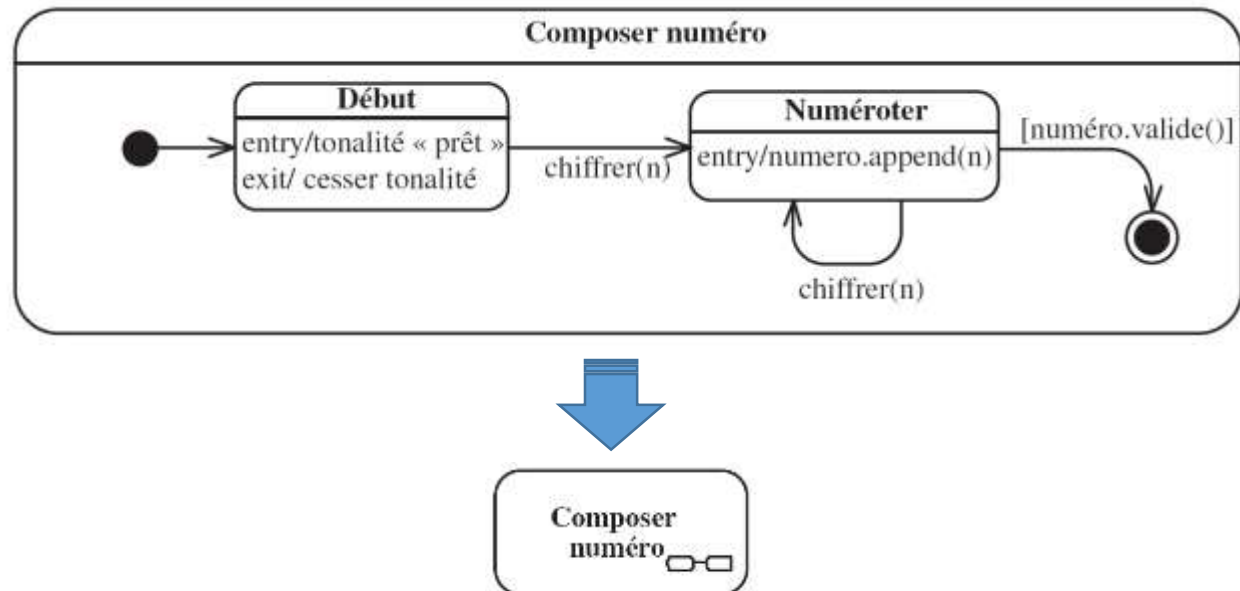 Composer numéro
Début
entry/tonalité « prêt »
exit/ cesser tonalité
chiffrer(n)
Numéroter
entry/numero.append(n)
chiffrer(n)
[numéro.valide()]
Composer
numéro